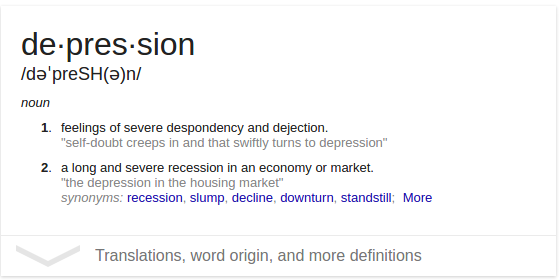 de·pres·sion
/dəˈpreSH(ə)n/
noun
1. feelings of severe despondency and dejection.
"self-doubt creeps in and that swiftly turns to depression"
2. a long and severe recession in an economy or market.
"the depression in the housing market"
synonyms: recession, slump, decline, downturn, standstill; More
Translations, word origin, and more definitions